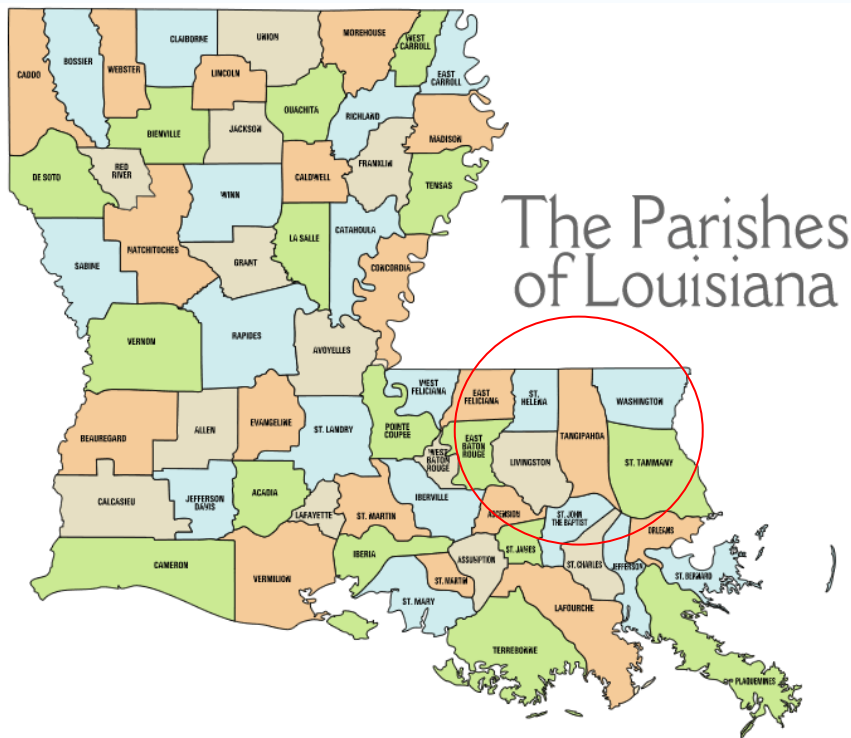 CLAIBORNE
UNION
MOREHOUSE
WEST
CARROLL
BOSSIER
WEBSTER
CADDO
LINCOLN
EAST
CARROLL
OUACHITA
RICHLAND
BIENVILLE
JACKSON
MADISON
RED
RIVER
FRANKLIN
DE SOTO
CALDWELL
TENSAS
WINN
The Parishes
of Louisiana
NATCHITOCHES
LA SALLE
CATAHOULA
SABINE
GRANT
CONCORDIA
VERNON
RAPIDES
AVOYELLES
WEST
FELICIANA
EAST
FELICIANA
ST.
HELENA
WASHINGTON
BEAUREGARD
ALLEN
EVANGELINE
ST. LANDRY
POINTE
COUPEE
EAST
BATON
ROUGE
TANGIPAHOA
WEST
BATON
ROUGE
LIVINGSTON
ST. TAMMANY
CALCASIEU
JEFFERSON
DAVIS
ACADIA
LAFAYETTE
ST. MARTIN
IBERVILLE
ASCENSION
ST. JOHN
THE BAPTIST
ORLEANS
CAMERON
VERMILION
IBERIA
ASSUMPTION
ST. JAMES
ST. CHARLES
JEFFERSON
ST. BERNARD
ST. MARTIN
ST. MARY
LAFOURCHE
TERREBONNE
PLAQUEMINES